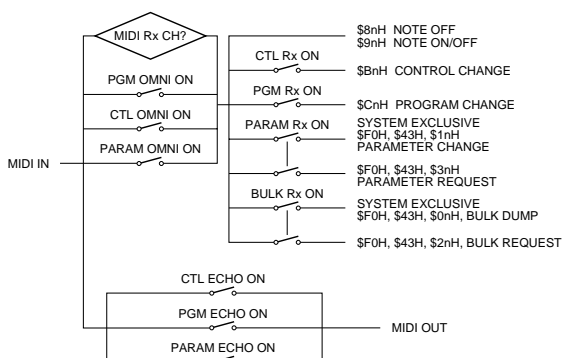 MIDI Rx CH?
PGM OMNI ON
CTL OMNI ON
PARAM OMNI ON
MIDI IN
$8nH NOTE OFF
$9nH NOTE ON/OFF
CTL Rx ON
$BnH CONTROL CHANGE
PGM Rx ON
$CnH PROGRAM CHANGE
PARAM Rx ON
SYSTEM EXCLUSIVE
$F0H, $43H, $1nH
PARAMETER CHANGE
$F0H, $43H, $3nH
PARAMETER REQUEST
BULK Rx ON
SYSTEM EXCLUSIVE
$F0H, $43H, $0nH, BULK DUMP
$F0H, $43H, $2nH, BULK REQUEST
CTL ECHO ON
PGM ECHO ON
MIDI OUT
PARAM ECHO ON